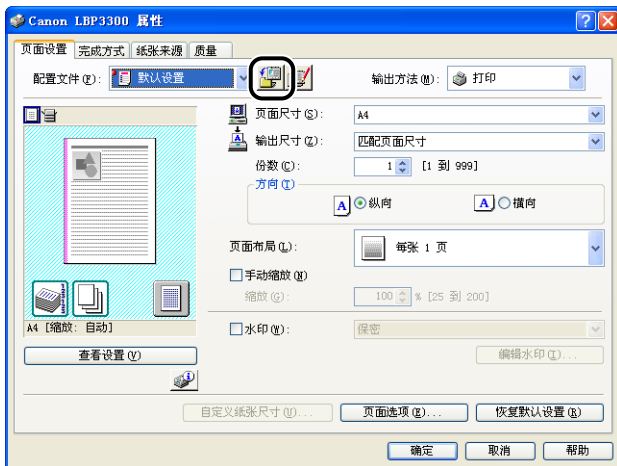 Canon LBP3300 属性
页面设置 完成方式 纸张来源 质量
配置文件(F): 默认设置 输出方法(M): 打印
页面尺寸(S): A4
输出尺寸(Z): 匹配页面尺寸
份数(C): 1 [1 到 999]
方向(T)
A 纵向 A 横向
页面布局(L): 每张 1 页
手动缩放(N)
缩放(G): 100 % [25 到 200]
A4 [缩放: 自动]
水印(W): 保密
查看设置(V) 编辑水印(I)...
自定义纸张尺寸(U)... 页面选项(E)... 恢复默认设置(R)
确定 取消 帮助